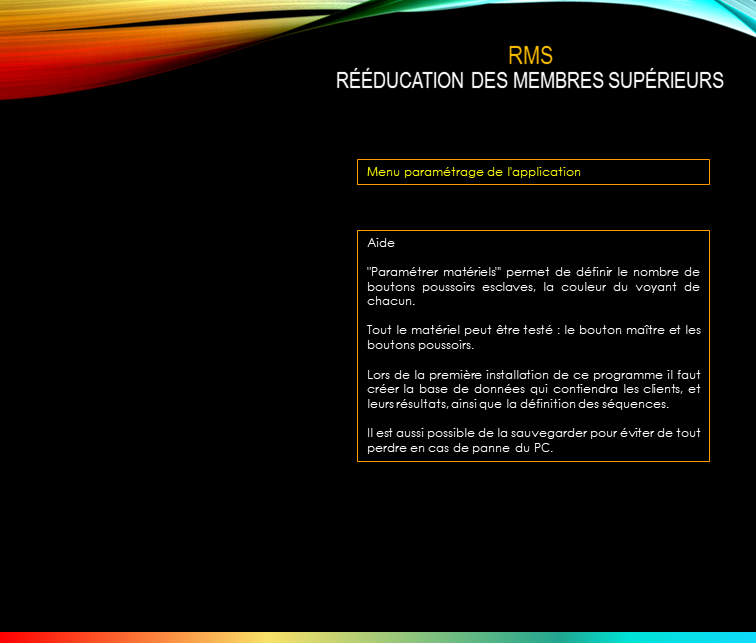 RMS
RÉÉDUCATION DES MEMBRES SUPÉRIEURS
Menu paramétrage de l'application
Aide
"Paramétrer matériels"" permet de définir le nombre de
boutons poussoirs esclaves, la couleur du voyant de
chacun.
Tout le matériel peut être testé : le bouton maître et les
boutons poussoirs.
Lors de la première installation de ce programme il faut
créer la base de données qui contiendra les clients, et
leurs résultats, ainsi que la définition des séquences.
Il est aussi possible de la sauvegarder pour éviter de tout
perdre en cas de panne du PC.